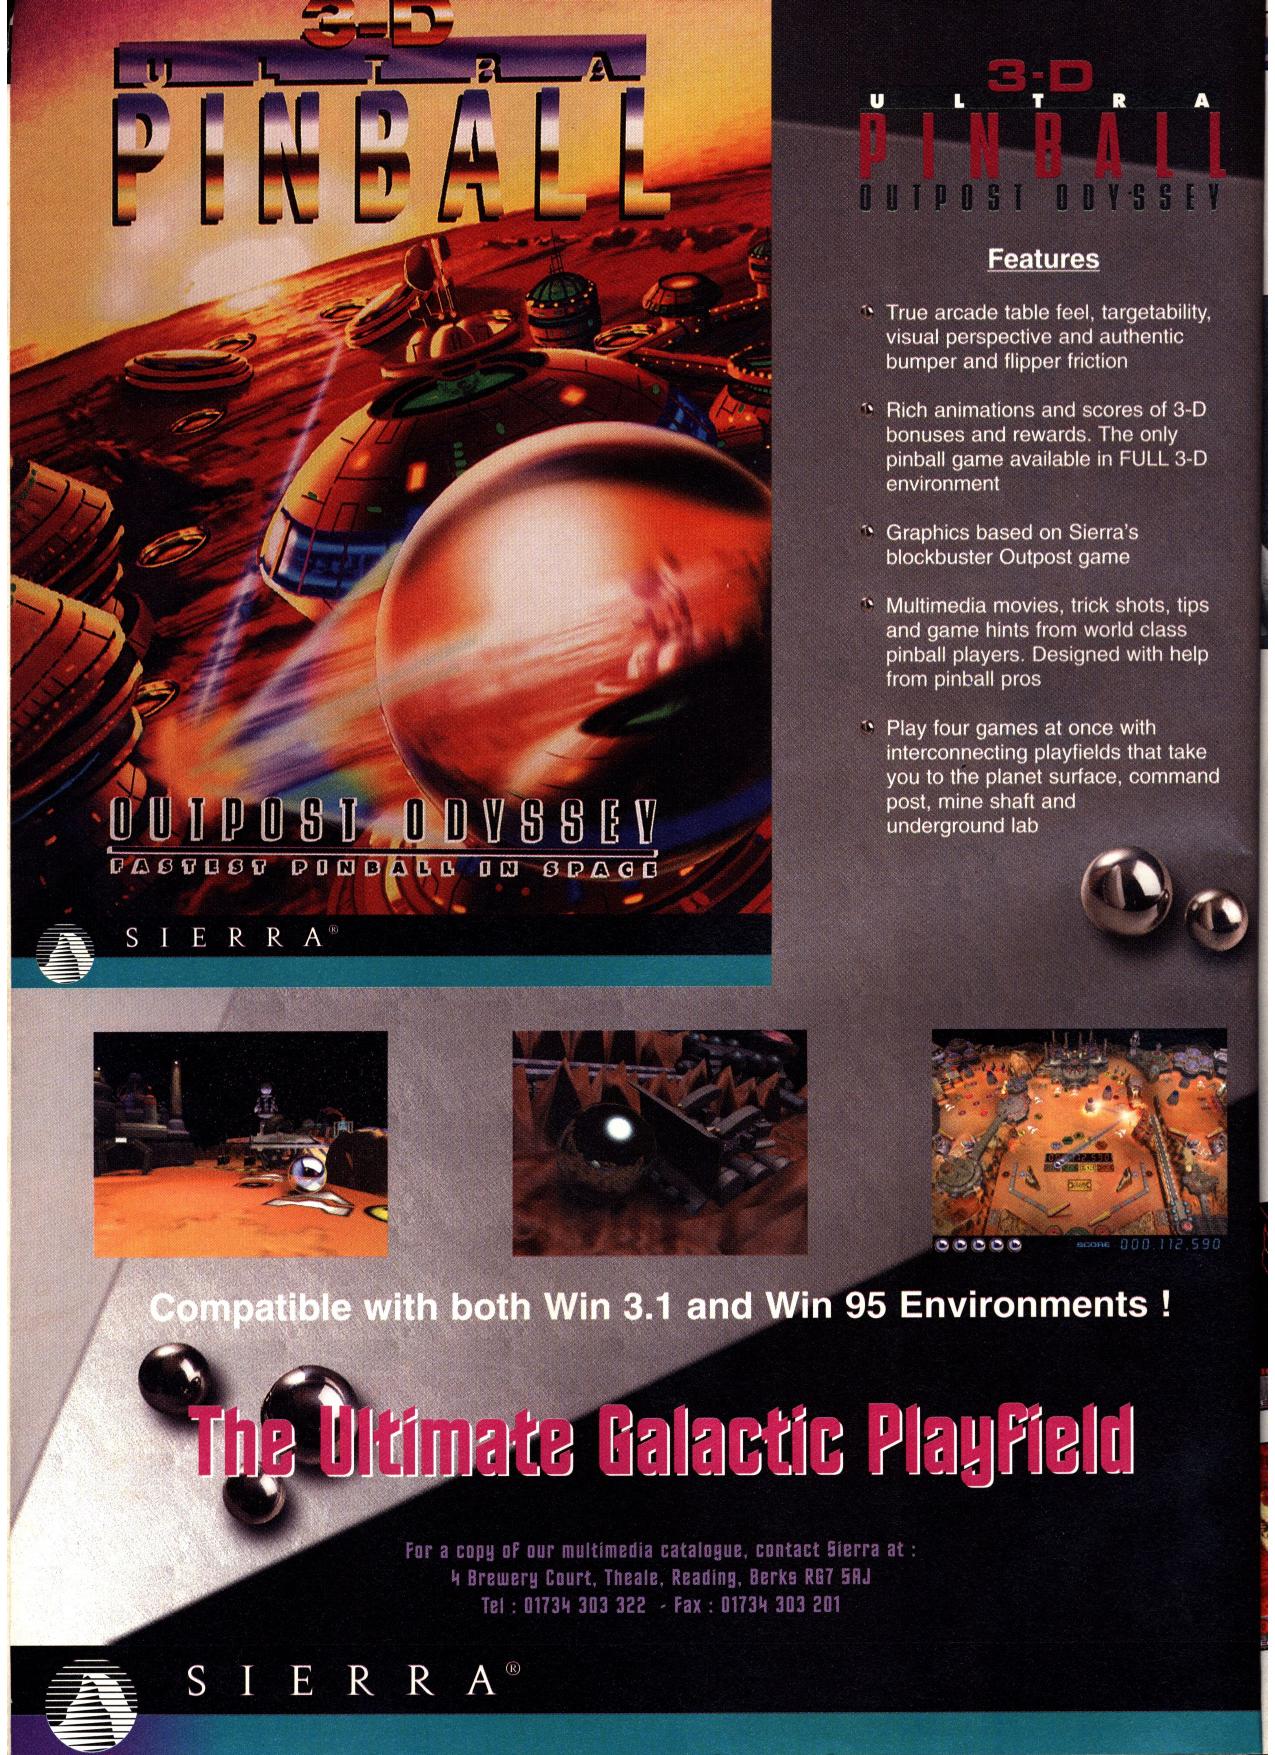 3-D
ULTRA
PINBALL
OUTPOST ODYSSEY
FASTEST PINBALL IN SPACE
SIERRA®
3-D
ULTRA
PINBALL
OUTPOST ODYSSEY
Features
True arcade table feel, targetability,
visual perspective and authentic
bumper and flipper friction
Rich animations and scores of 3-D
bonuses and rewards. The only
pinball game available in FULL 3-D
environment
Graphics based on Sierra's
blockbuster Outpost game
Multimedia movies, trick shots, tips
and game hints from world class
pinball players. Designed with help
from pinball pros
Play four games at once with
interconnecting playfields that take
you to the planet surface, command
post, mine shaft and
underground lab
SCORE 000,112,590
Compatible with both Win 3.1 and Win 95 Environments !
The Ultimate Galactic Playfield
For a copy of our multimedia catalogue, contact Sierra at :
4 Brewery Court, Theale, Reading, Berks RG7 5AJ
Tel : 01734 303 322 - Fax : 01734 303 201
SIERRA®